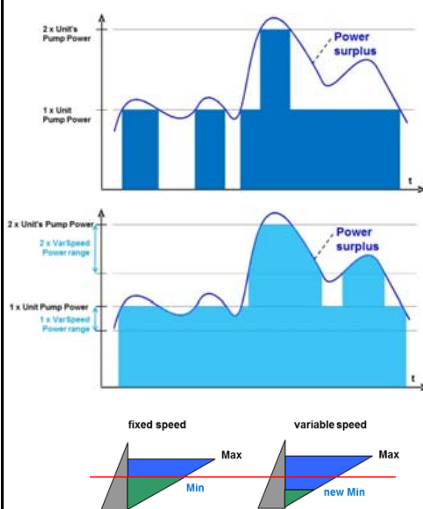 2 x Unit's
Pump Power
Power
surplus
1 x Unit
Pump Power
t
2 x Unit's Pump Power
2 x VarSpeed
Power range
Power
surplus
1 x Unit Pump Power
1 x VarSpeed
Power range
t
fixed speed
variable speed
Max
Max
Min
new Min